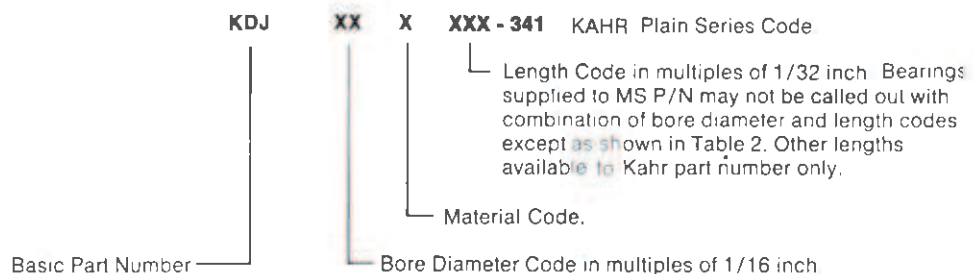 KDJ XX X XXX - 341 KAHR Plain Series Code
Length Code in multiples of 1/32 inch Bearings
supplied to MS P/N may not be called out with
combination of bore diameter and length codes
except as shown in Table 2. Other lengths
available to Kahr part number only.
Material Code.
Basic Part Number
Bore Diameter Code in multiples of 1/16 inch